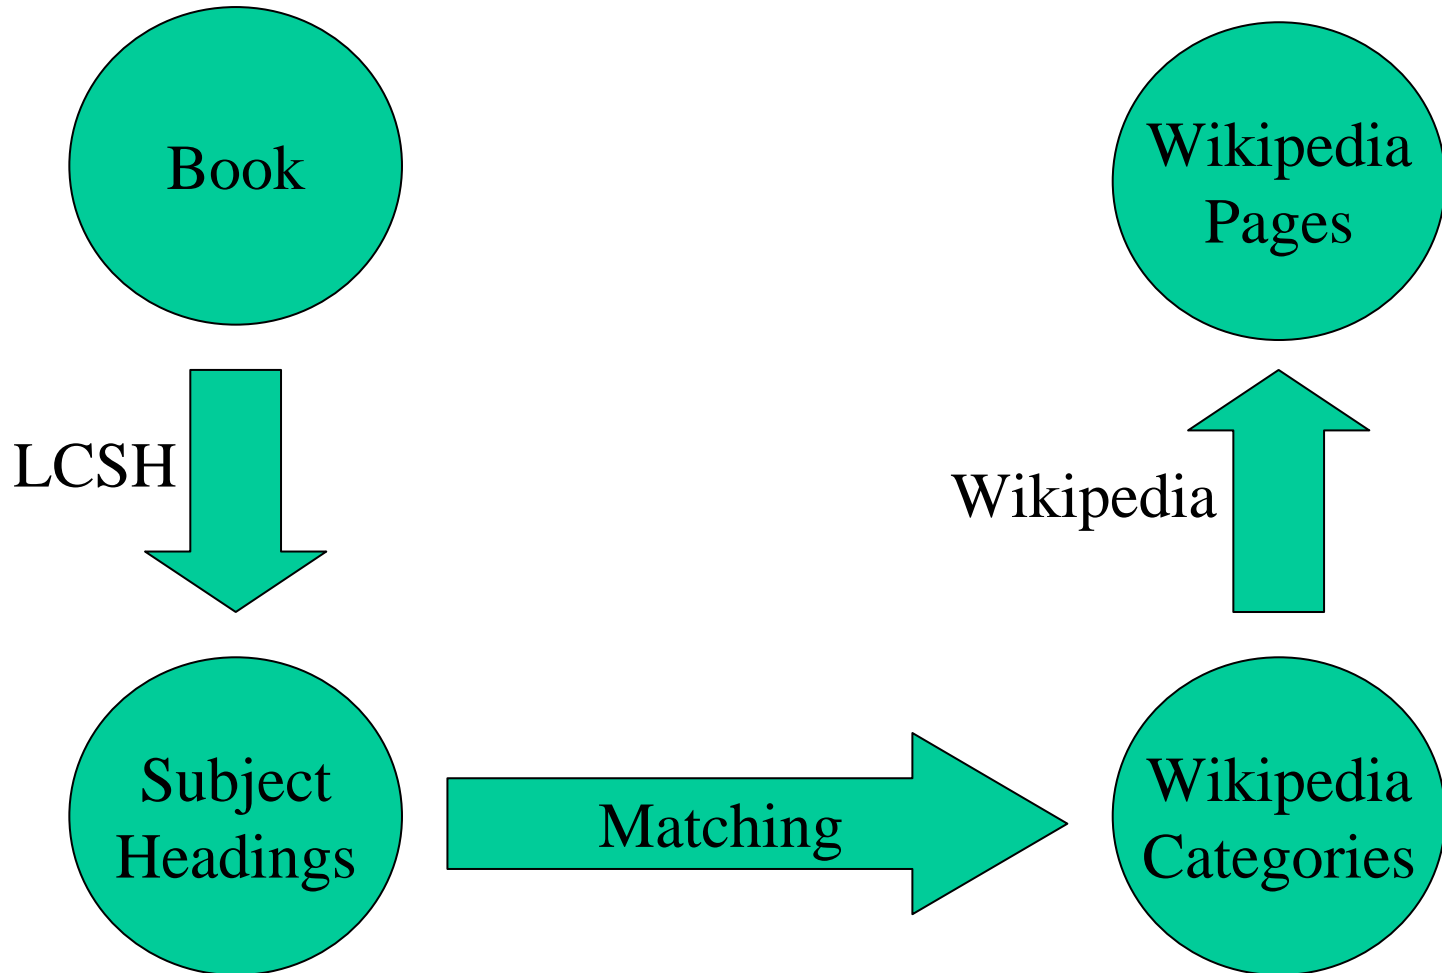 Book
Wikipedia
Pages
LCSH
Wikipedia
Subject
Headings
Matching
Wikipedia
Categories